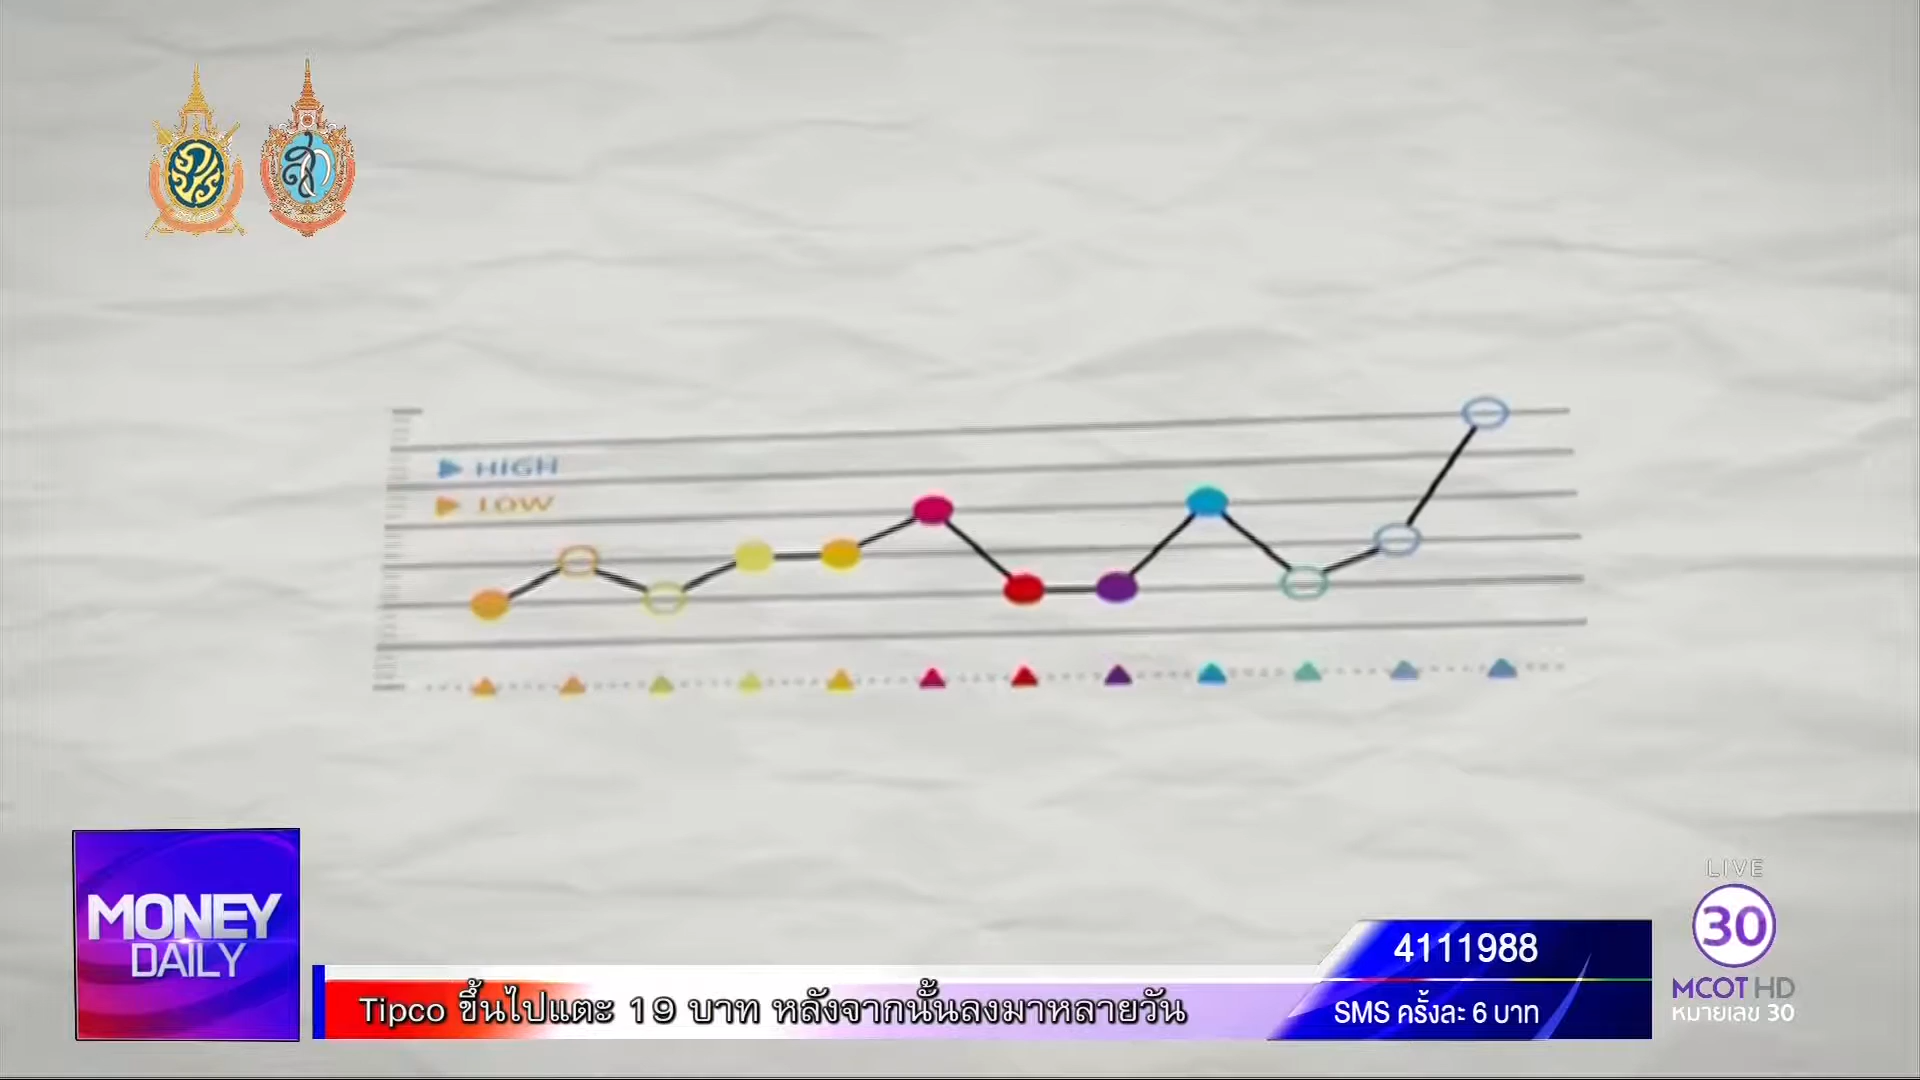 HIGH
LOW
MONEY
DAILY
Tipco ขึ้นไปแตะ 19 บาท หลังจากนั้นลงมาหลายวัน
4111988
SMS ครั้งละ 6 บาท
LIVE
30
MCOT HD
หมายเลข 30